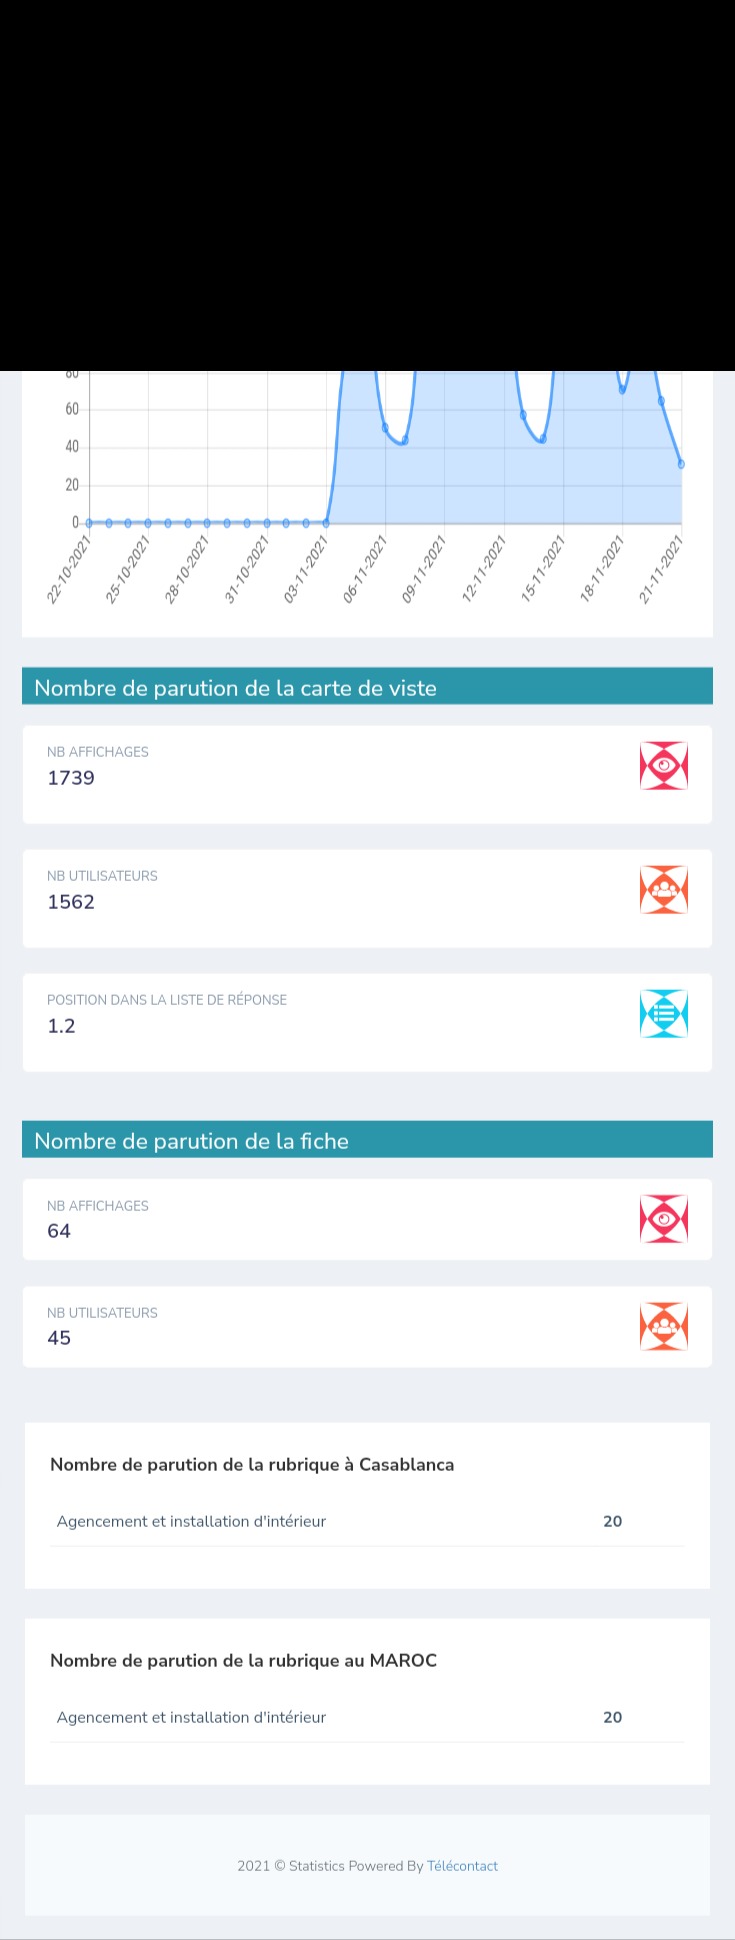 80
60
40
20
0
22-10-2021
25-10-2021
28-10-2021
31-10-2021
03-11-2021
06-11-2021
09-11-2021
12-11-2021
15-11-2021
18-11-2021
21-11-2021
Nombre de parution de la carte de viste
NB AFFICHAGES
1739
NB UTILISATEURS
1562
POSITION DANS LA LISTE DE RÉPONSE
1.2
Nombre de parution de la fiche
NB AFFICHAGES
64
NB UTILISATEURS
45
Nombre de parution de la rubrique à Casablanca
Agencement et installation d'intérieur 20
Nombre de parution de la rubrique au MAROC
Agencement et installation d'intérieur 20
2021 © Statistics Powered By Télécontact